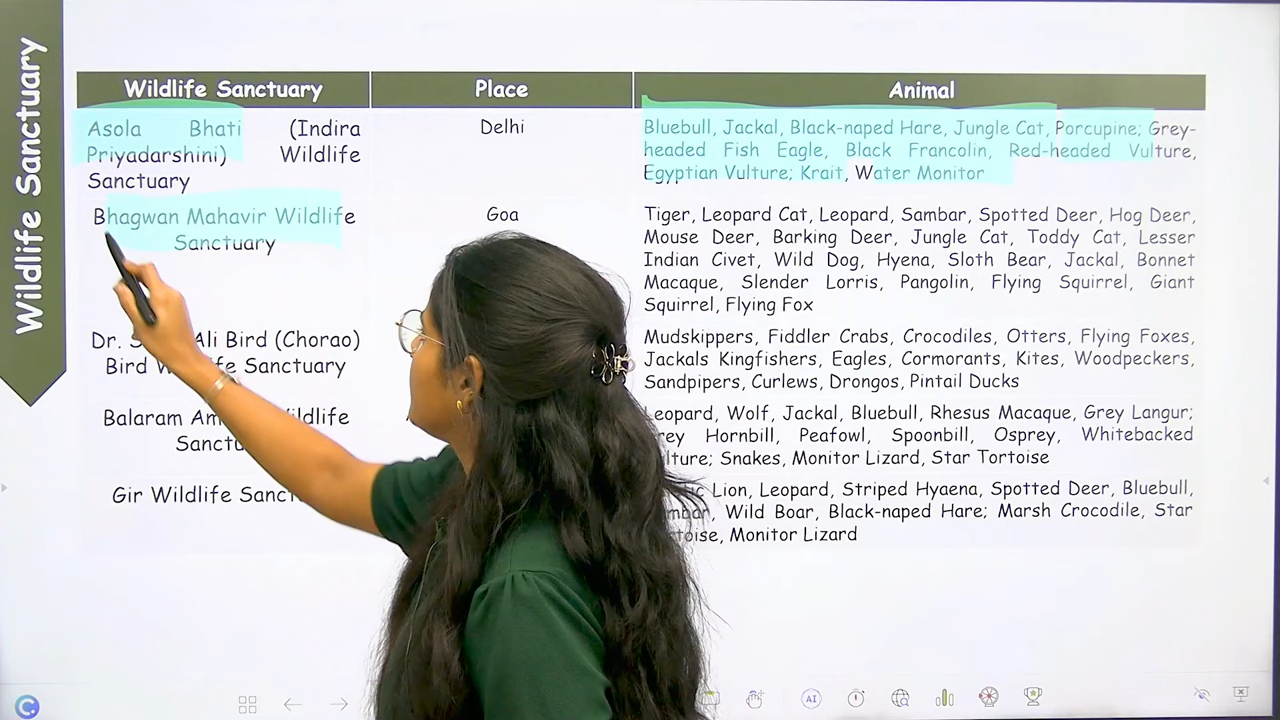 Wildlife Sanctuary
Wildlife Sanctuary Place Animal
Asola Bhati (Indira
Priyadarshini) Wildlife
Sanctuary
Delhi
Bluebull, Jackal, Black-naped Hare, Jungle Cat, Porcupine; Grey-
headed Fish Eagle, Black Francolin, Red-headed Vulture,
Egyptian Vulture; Krait, Water Monitor
Bhagwan Mahavir Wildlife
Sanctuary
Goa
Tiger, Leopard Cat, Leopard, Sambar, Spotted Deer, Hog Deer,
Mouse Deer, Barking Deer, Jungle Cat, Toddy Cat, Lesser
Indian Civet, Wild Dog, Hyena, Sloth Bear, Jackal, Bonnet
Macaque, Slender Lorris, Pangolin, Flying Squirrel, Giant
Squirrel, Flying Fox
Dr. Ali Bird (Chorao)
Bird Sanctuary
Mudskippers, Fiddler Crabs, Crocodiles, Otters, Flying Foxes,
Jackals Kingfishers, Eagles, Cormorants, Kites, Woodpeckers,
Sandpipers, Curlews, Drongos, Pintail Ducks
Balaram Wildlife
Leopard, Wolf, Jackal, Bluebull, Rhesus Macaque, Grey Langur;
Hornbill, Peafowl, Spoonbill, Osprey, Whitebacked
Snakes, Monitor Lizard, Star Tortoise
Gir Wildlife
Lion, Leopard, Striped Hyaena, Spotted Deer, Bluebull,
Wild Boar, Black-naped Hare; Marsh Crocodile, Star
Monitor Lizard
AI